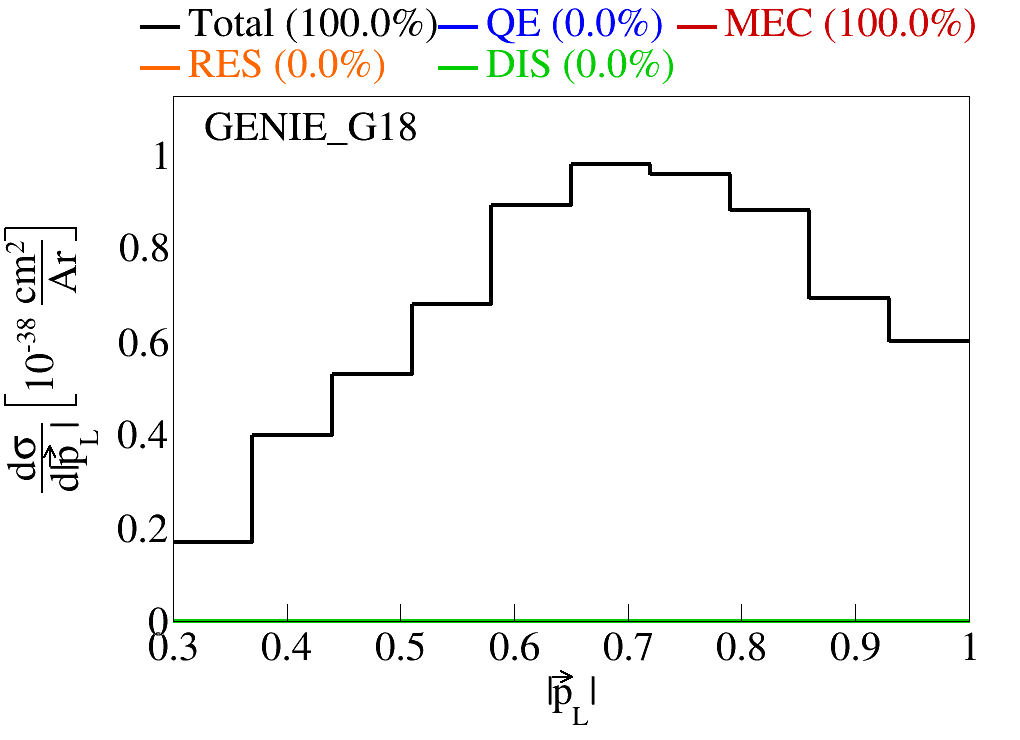 Total (100.0%) QE (0.0%) MEC (100.0%)
RES (0.0%) DIS (0.0%)
GENIE_G18
1
0.8
0.6
0.4
0.2
0
0.3 0.4 0.5 0.6 0.7 0.8 0.9 1
|p⃗_L|
dσ/d|p⃗_L| [10^-38 cm²/Ar]